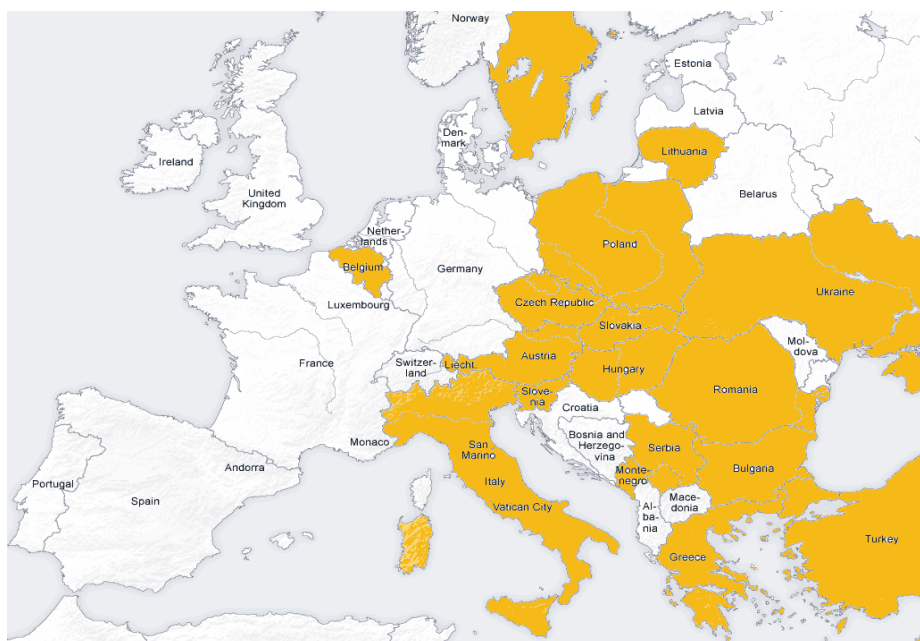 Norway
Estonia
Latvia
Den-
mark
Lithuania
Ireland
Belarus
United
Kingdom
Nether-
lands
Poland
Belgium
Germany
Ukraine
Czech Republic
Luxembourg
Slovakia
Mol-
dova
Austria
France
Switzer-
land
Liecht.
Hungary
Romania
Slove-
nia
Croatia
Monaco
San
Marino
Bosnia and
Herzego-
vina
Serbia
Andorra
Bulgaria
Monte-
negro
Portugal
Spain
Italy
Vatican City
Mace-
donia
Al-
ba-
nia
Turkey
Greece